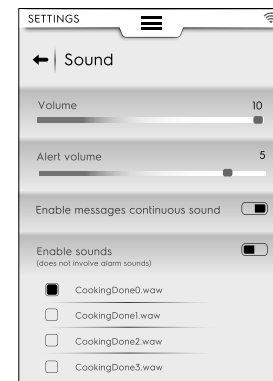 SETTINGS
Sound
Volume 10
Alert volume 5
Enable messages continuous sound
Enable sounds
(does not involve alarm sounds)
CookingDone0.waw
CookingDone1.waw
CookingDone2.waw
CookingDone3.waw